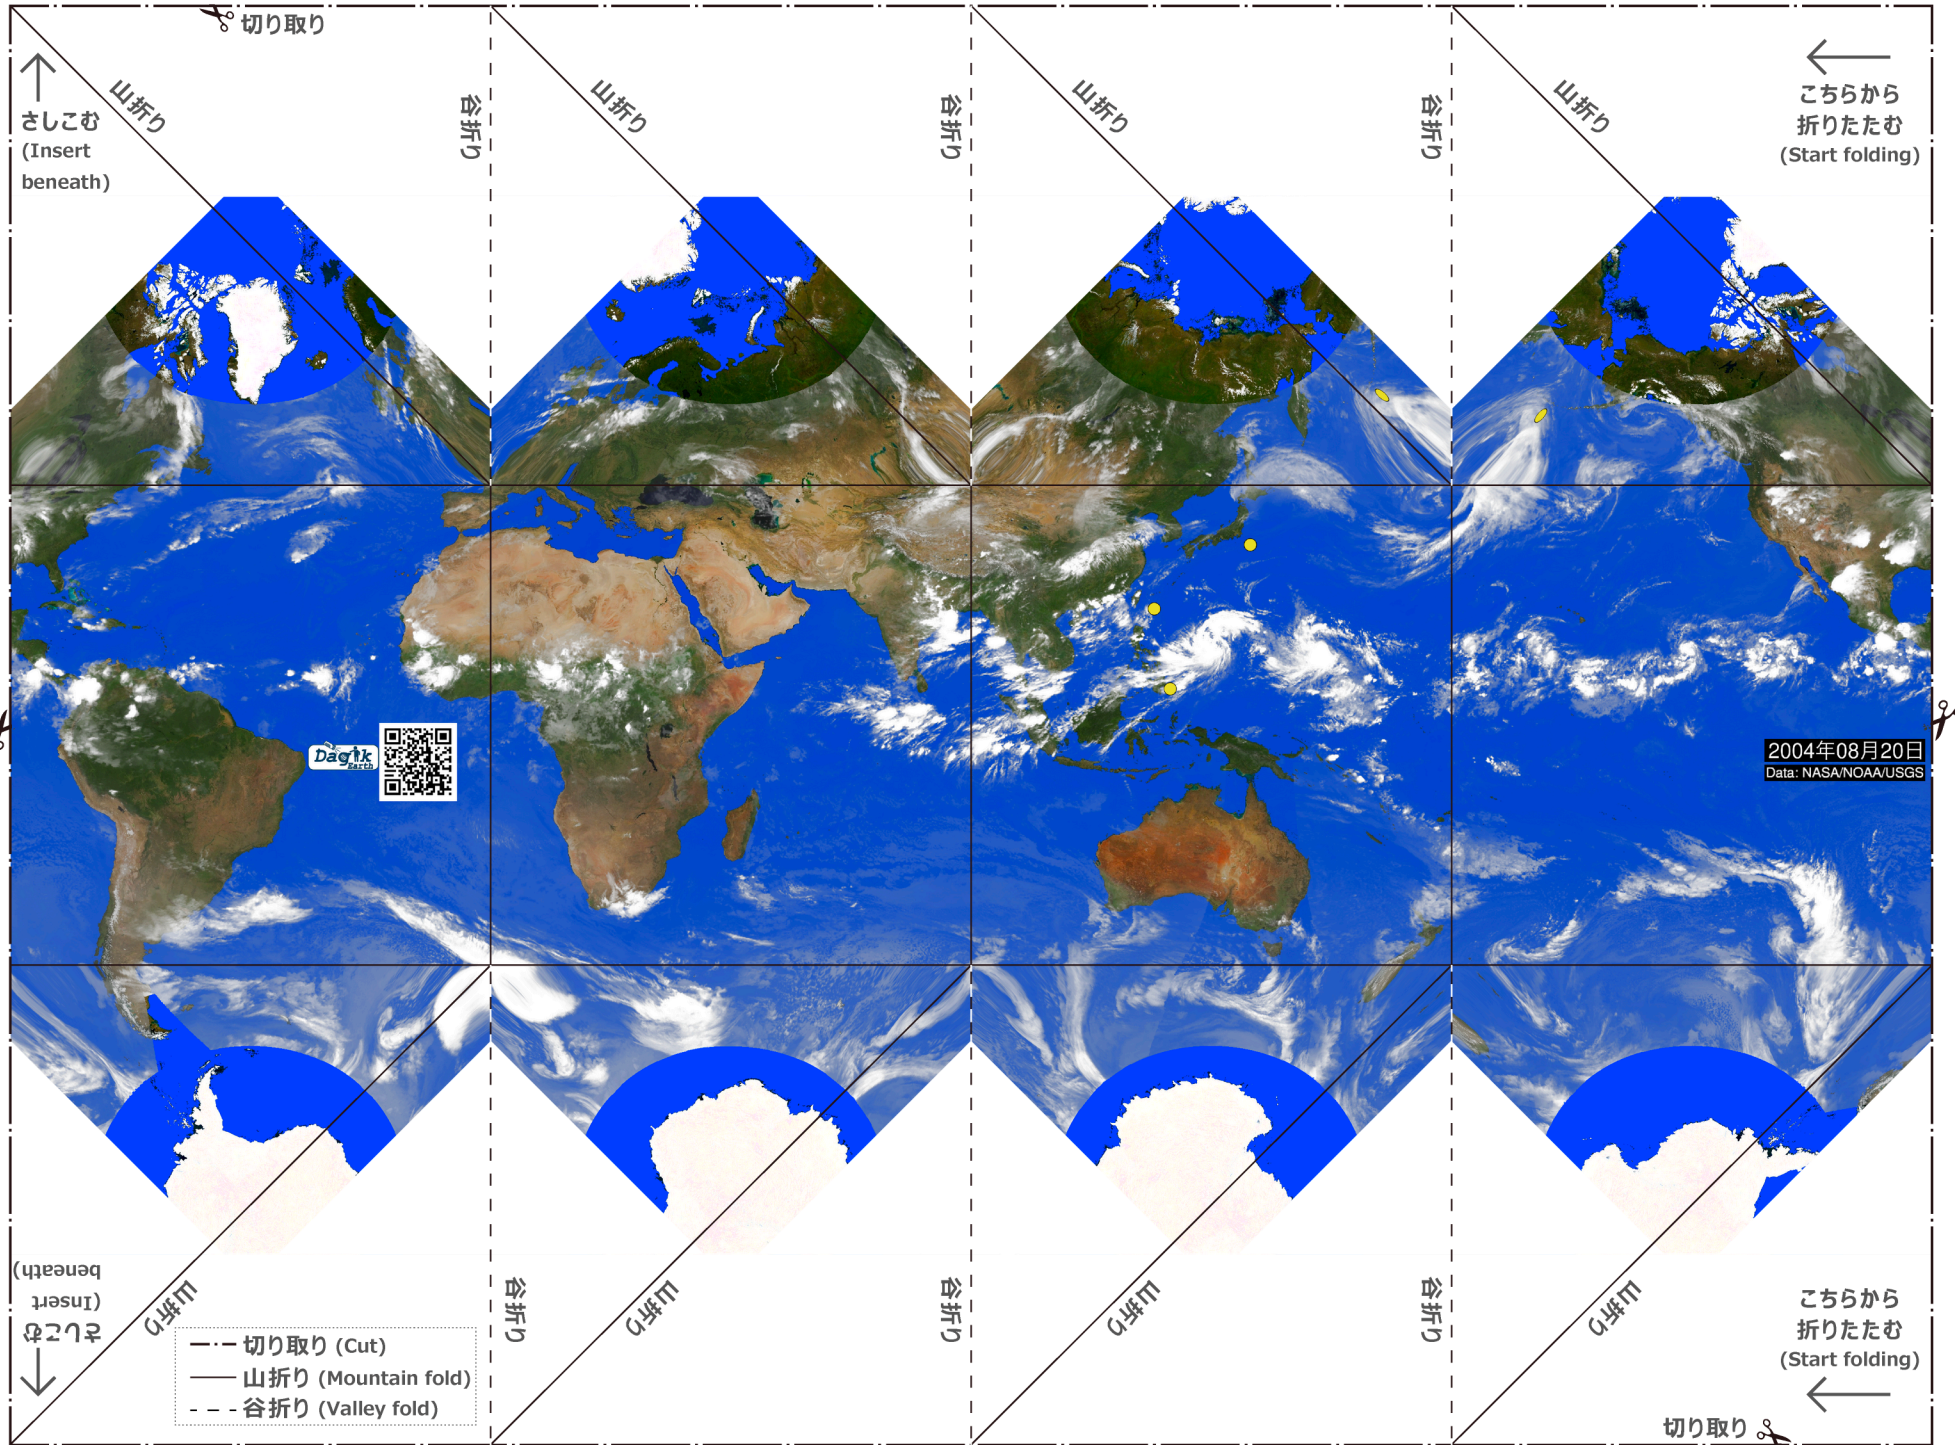 切り取り
さしこむ
(Insert
beneath)
山折り
谷折り
山折り
谷折り
山折り
谷折り
山折り
こちらから
折りたたむ
(Start folding)
Dagik
Earth
2004年08月20日
Data: NASA/NOAA/USGS
さしこむ
(Insert
beneath)
山折り
谷折り
山折り
谷折り
山折り
谷折り
山折り
こちらから
折りたたむ
(Start folding)
切り取り (Cut)
山折り (Mountain fold)
谷折り (Valley fold)
切り取り